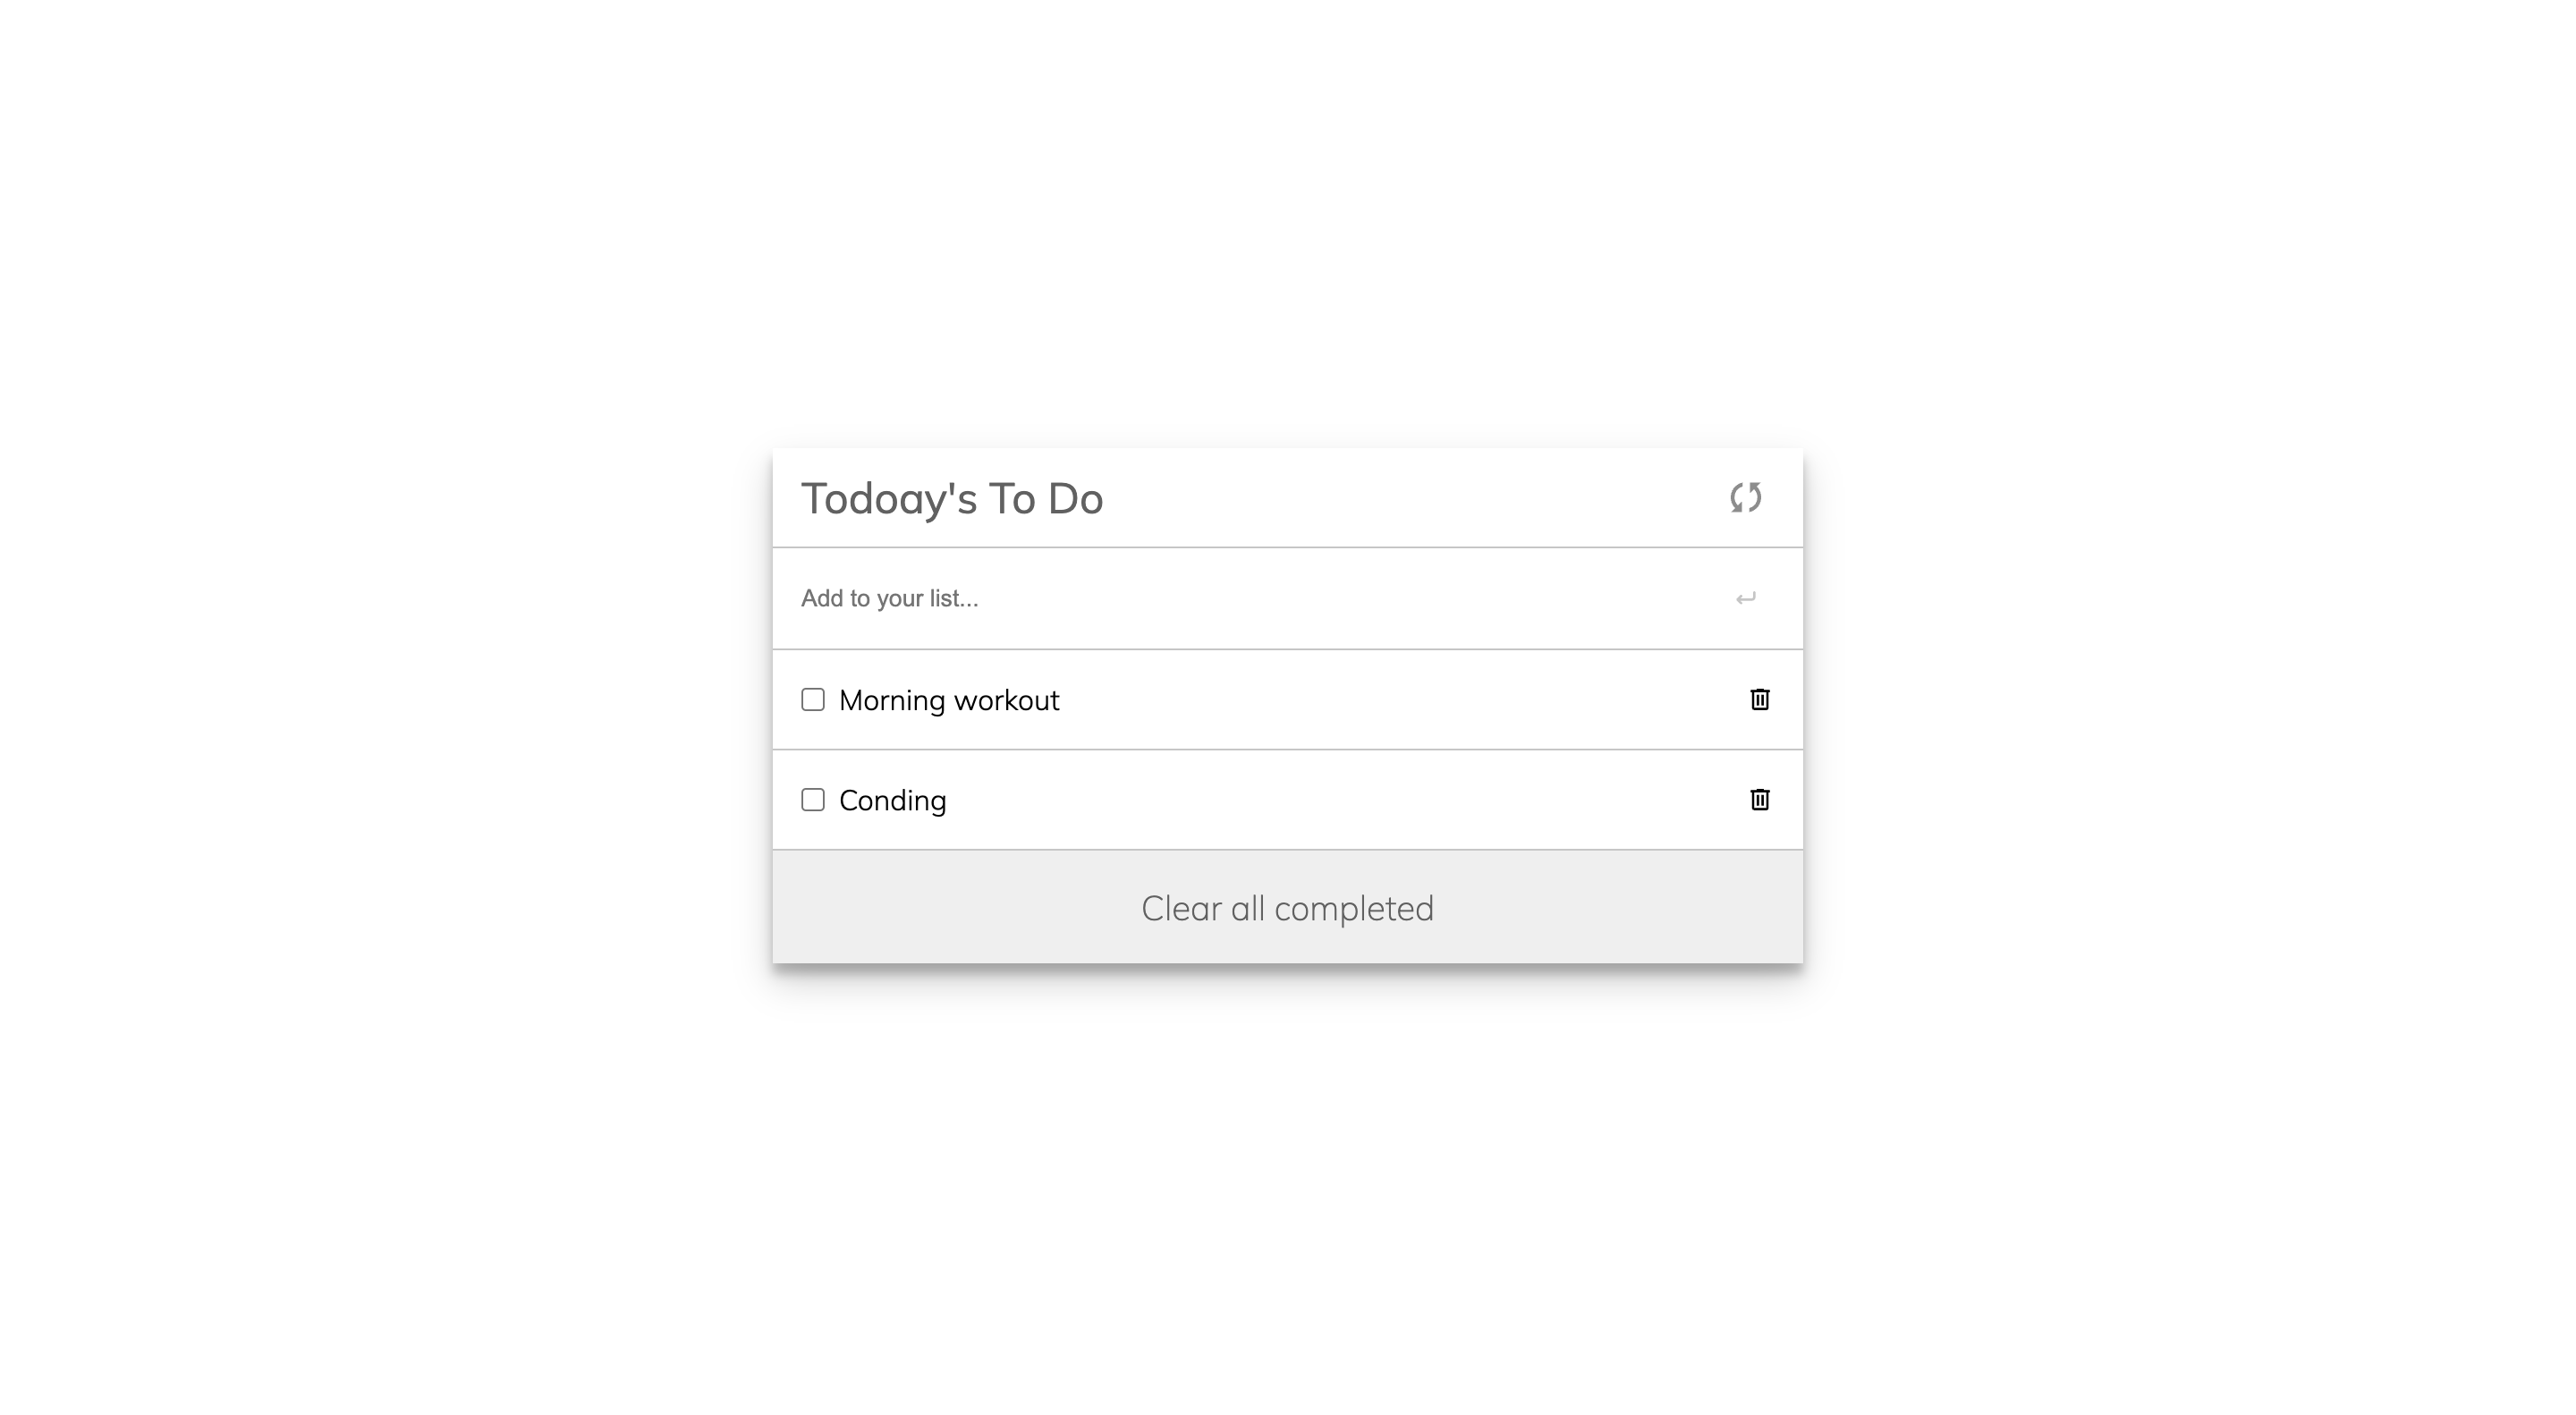 Todoay's To Do
Add to your list...
Morning workout
Conding
Clear all completed